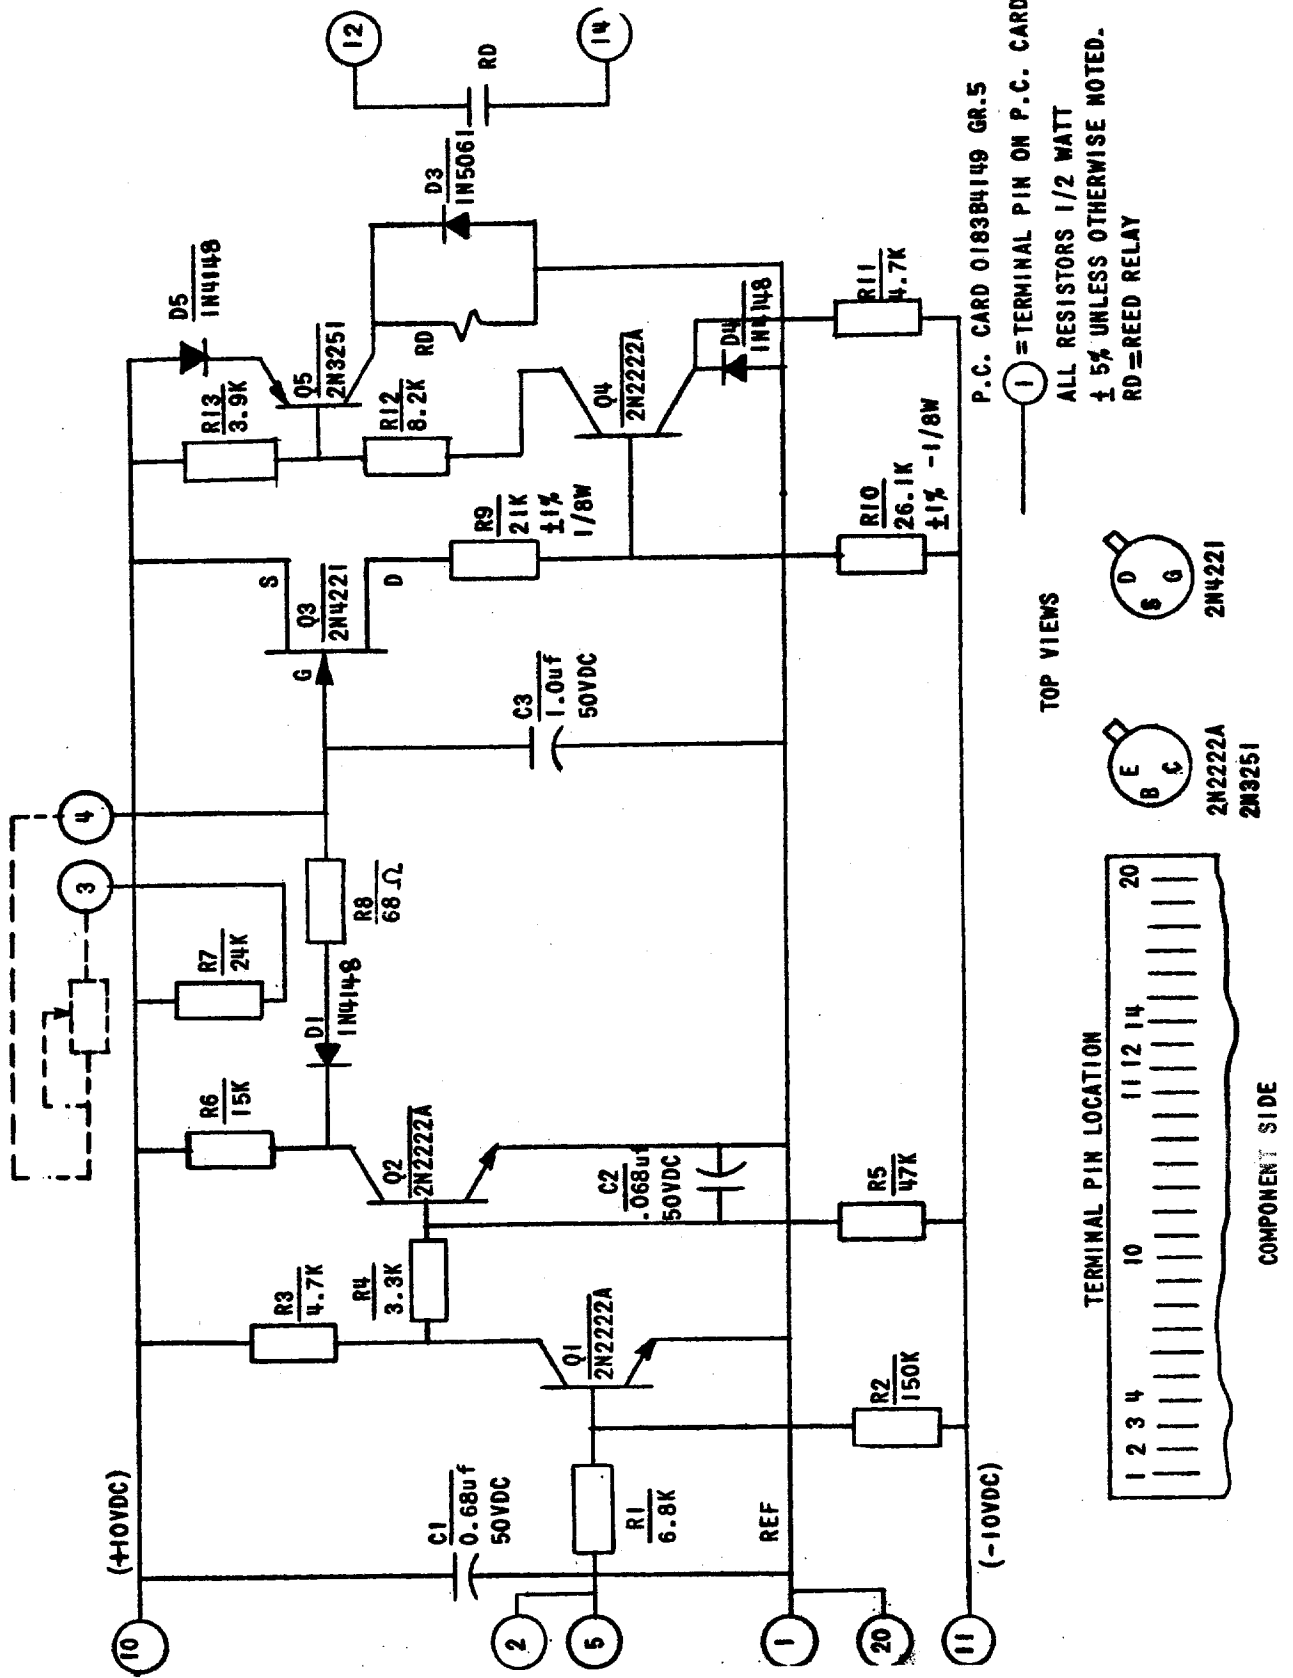 (+10VDC)
10
2
5
1
20
11
(-10VDC)
REF
C1
0.68uf
50VDC
R1
6.8K
R2
150K
Q1
2N2222A
R3
4.7K
R4
3.3K
R5
47K
C2
.068uf
50VDC
Q2
2N2222A
R6
15K
D1
1N4148
R7
24K
R8
68Ω
3
4
C3
1.0uf
50VDC
G
S
D
Q3
2N4221
R9
21K
±1%
1/8W
R10
26.1K
±1% -1/8W
R13
3.9K
R12
8.2K
Q5
2N3251
D5
1N4148
Q4
2N2222A
D4
1N4148
R11
4.7K
RD
D3
1N5061
RD
12
14
P.C. CARD 0183B4149 GR.5
1 =TERMINAL PIN ON P.C. CARD
ALL RESISTORS 1/2 WATT
± 5% UNLESS OTHERWISE NOTED.
RD=REED RELAY
TOP VIEWS
B E C
2N2222A
2N3251
S D G
2N4221
TERMINAL PIN LOCATION
1 2 3 4 10 11 12 14 20
COMPONENT SIDE